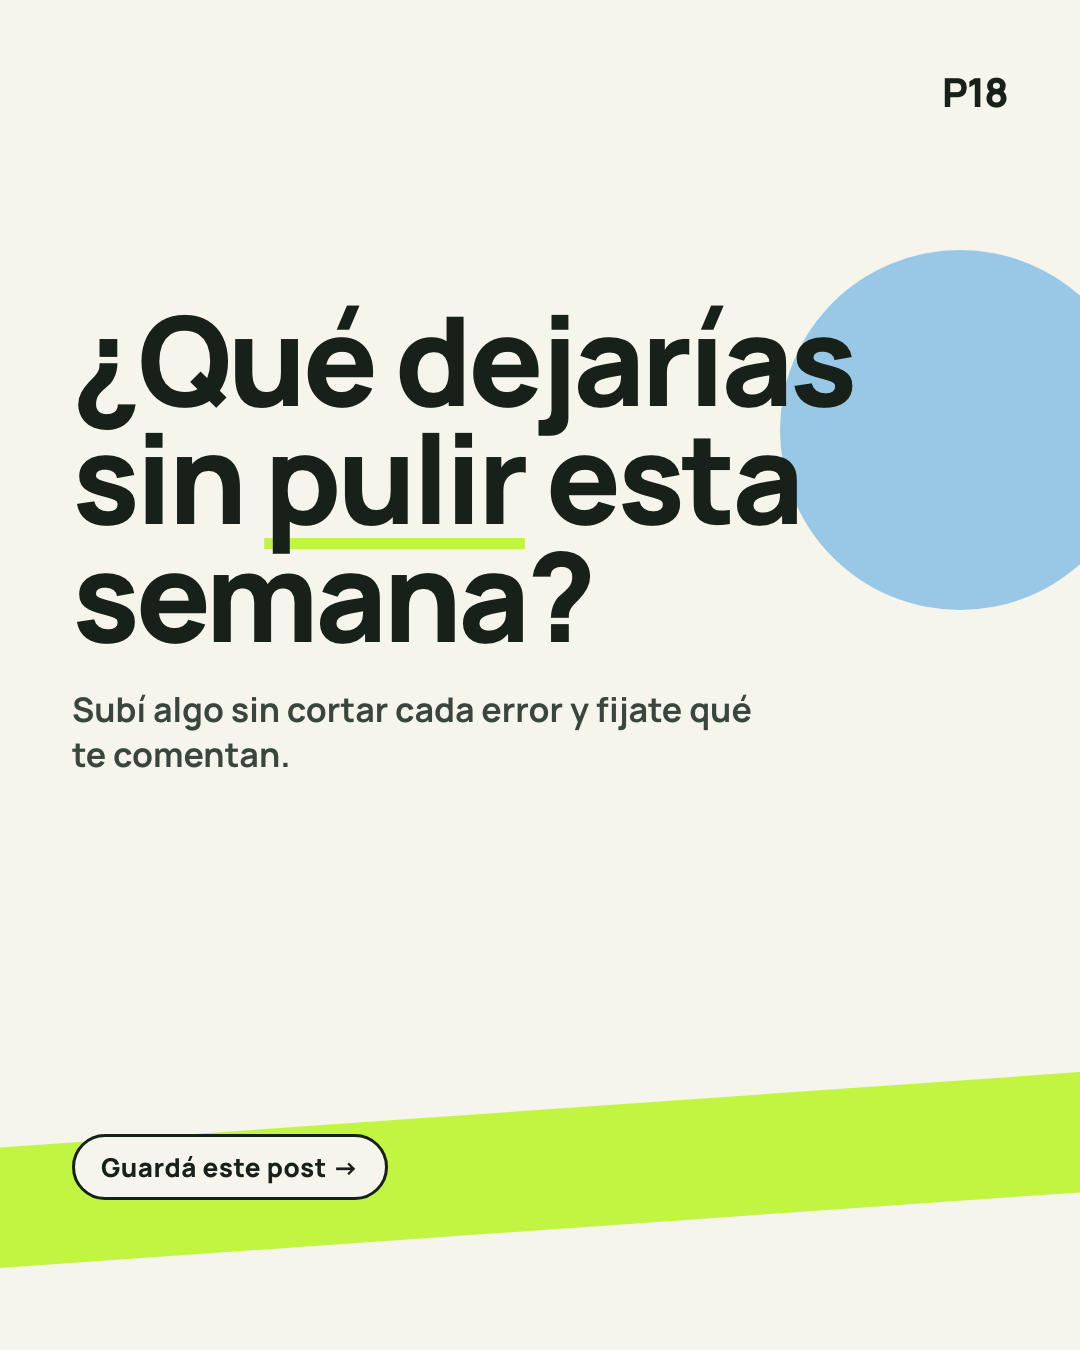 P18
¿Qué dejarías
sin pulir esta
semana?
Subí algo sin cortar cada error y fijate qué
te comentan.
Guardá este post →